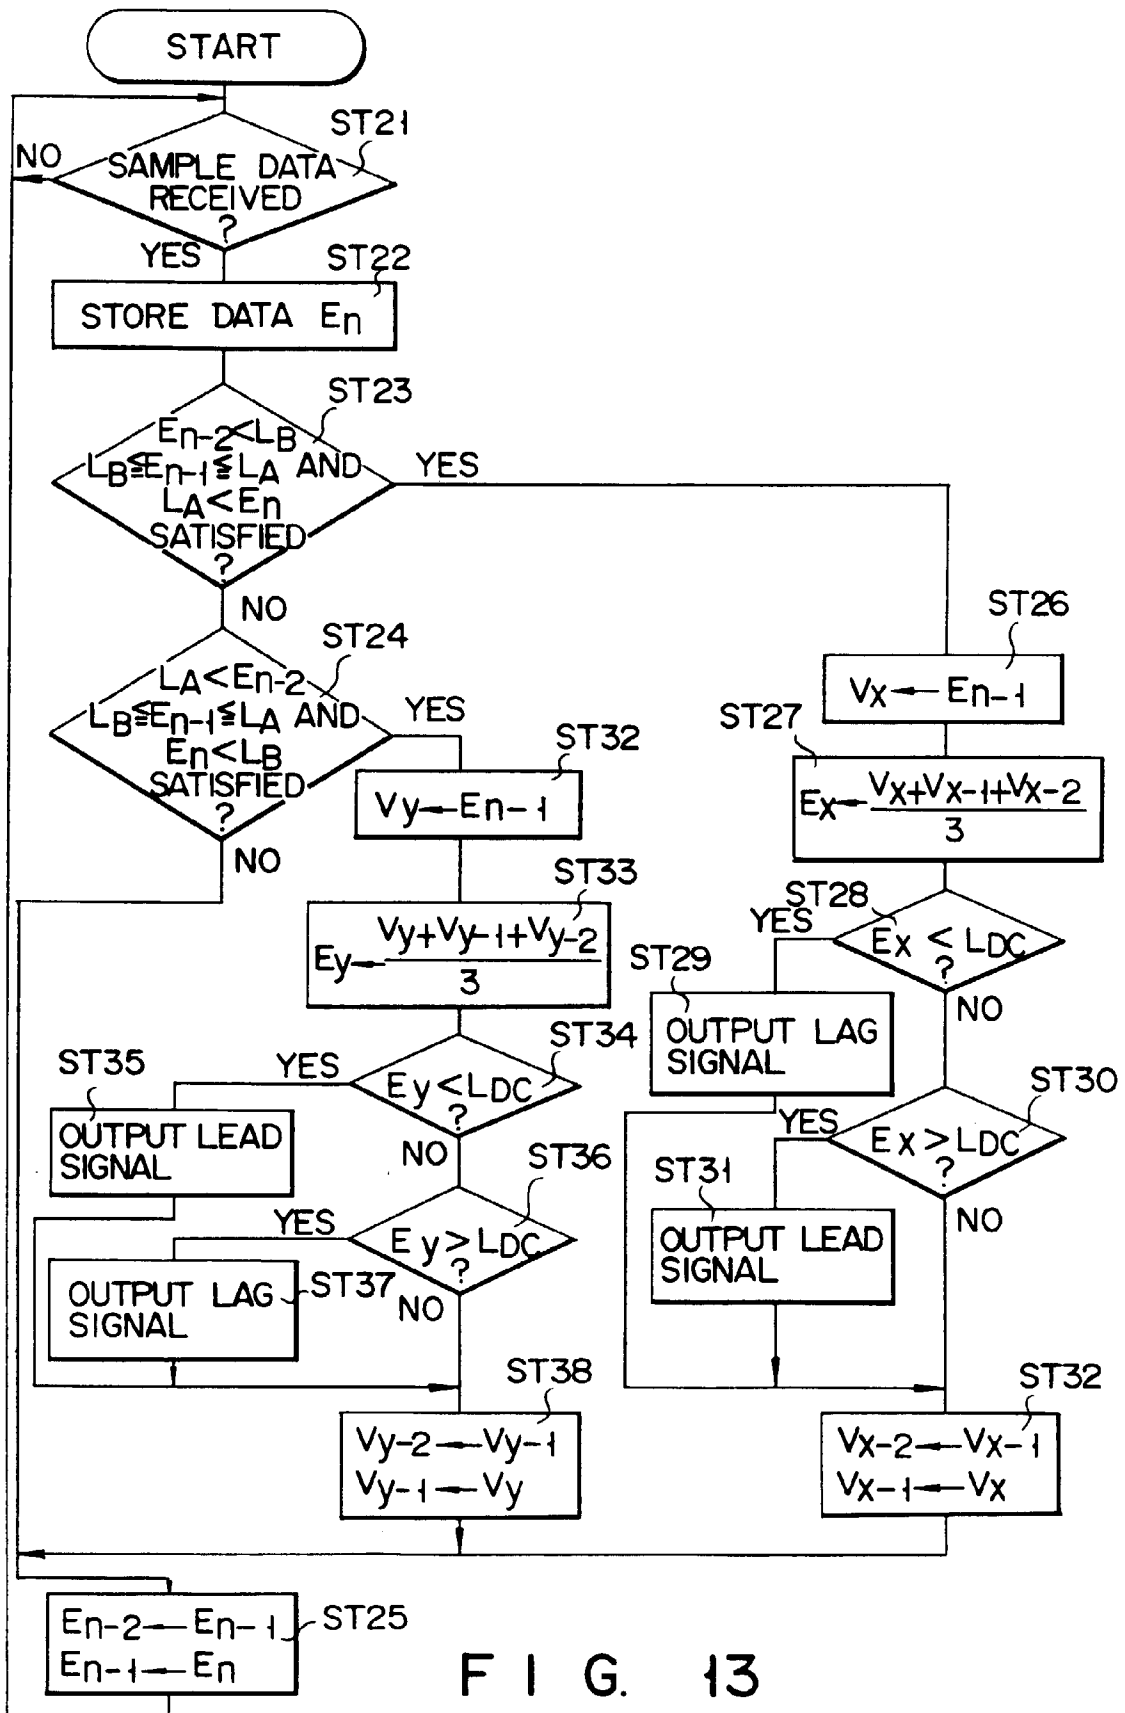 START
ST21
NO
SAMPLE DATA
RECEIVED
?
YES
ST22
STORE DATA En
ST23
En-2<LB
LB≦En-1≦LA AND
LA<En
SATISFIED
?
YES
NO
ST24
LA<En-2
LB≦En-1≦LA AND
En<LB
SATISFIED
?
YES
NO
ST26
Vx ← En-1
ST27
Ex ← Vx+Vx-1+Vx-2
3
ST28
YES
Ex < LDC
?
NO
ST29
OUTPUT LAG
SIGNAL
ST30
YES
Ex > LDC
?
NO
ST31
OUTPUT LEAD
SIGNAL
ST32
Vx-2 ← Vx-1
Vx-1 ← Vx
ST32
Vy ← En-1
ST33
Ey ← Vy+Vy-1+Vy-2
3
ST34
YES
Ey < LDC
?
NO
ST35
OUTPUT LEAD
SIGNAL
ST36
YES
Ey > LDC
?
NO
ST37
OUTPUT LAG
SIGNAL
ST38
Vy-2 ← Vy-1
Vy-1 ← Vy
ST25
En-2 ← En-1
En-1 ← En
FIG. 13